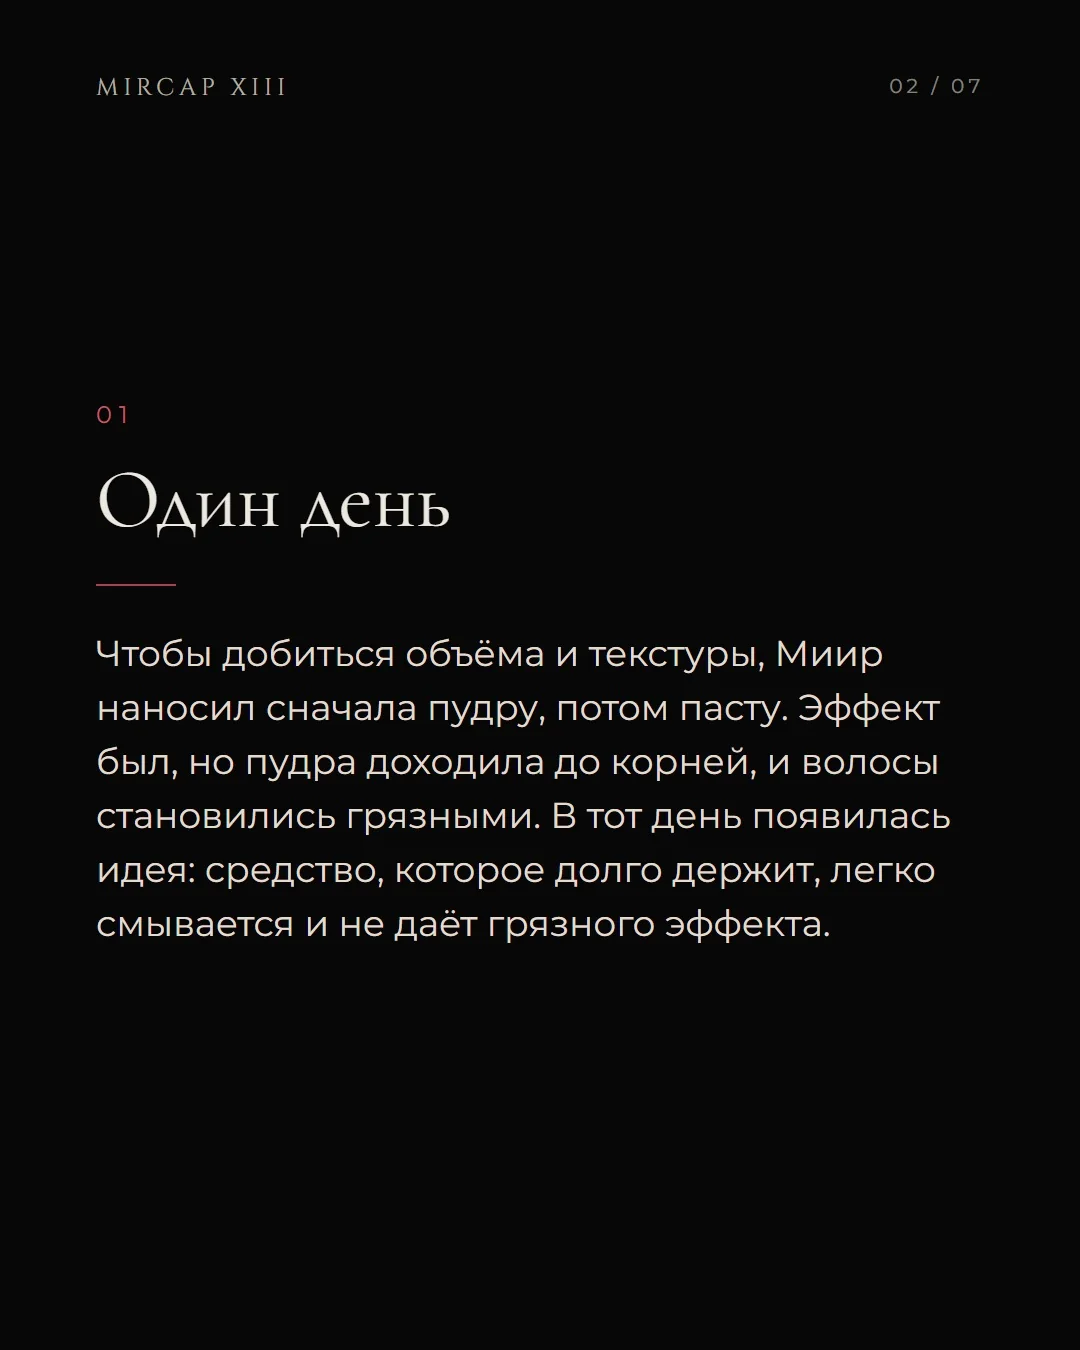 MIRCAP XIII
02 / 07
01
Один день
Чтобы добиться объёма и текстуры, Миир
наносил сначала пудру, потом пасту. Эффект
был, но пудра доходила до корней, и волосы
становились грязными. В тот день появилась
идея: средство, которое долго держит, легко
смывается и не даёт грязного эффекта.